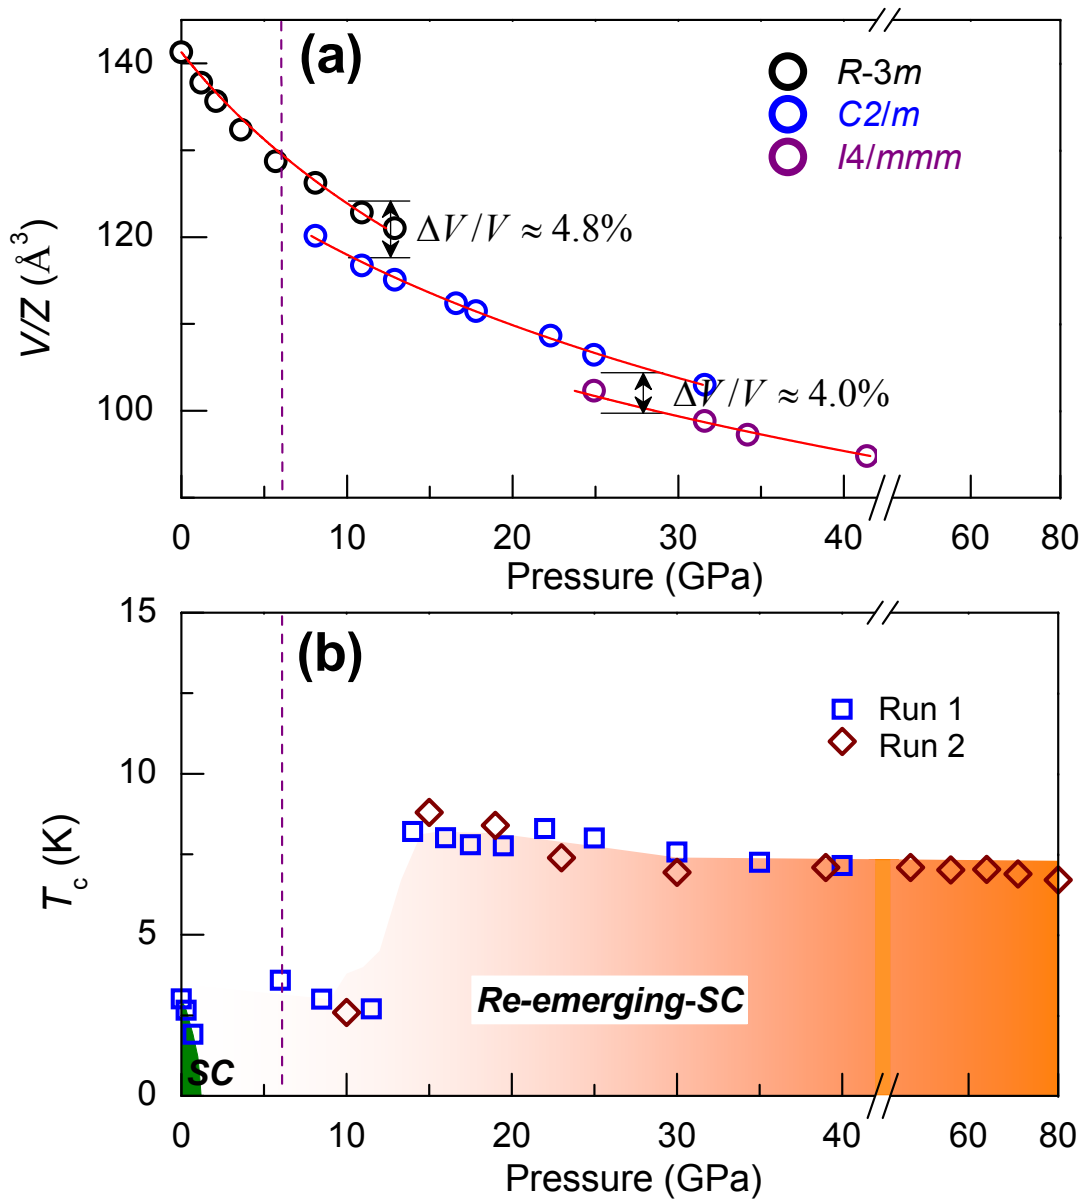 (a)
R-3m
C2/m
I4/mmm
140
120
100
V/Z (Å³)
ΔV/V ≈ 4.8%
ΔV/V ≈ 4.0%
0 10 20 30 40 60 80
Pressure (GPa)
(b)
Run 1
Run 2
15
10
5
0
T_c (K)
Re-emerging-SC
SC
0 10 20 30 40 60 80
Pressure (GPa)